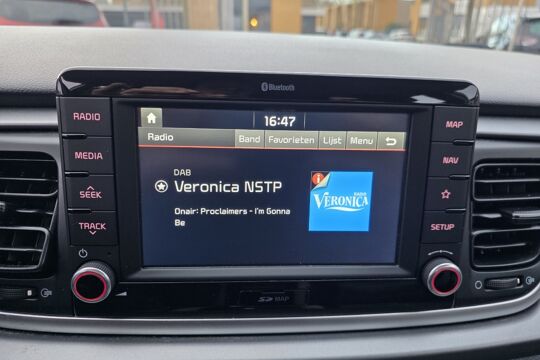 Bluetooth
16:47
RADIO
MEDIA
SEEK
TRACK
MAP
NAV
SETUP
Radio
Band
Favorieten
Lijst
Menu
DAB
Veronica NSTP
Onair: Proclaimers - I'm Gonna
Be
i
RADIO
VERONICA
SD MAP